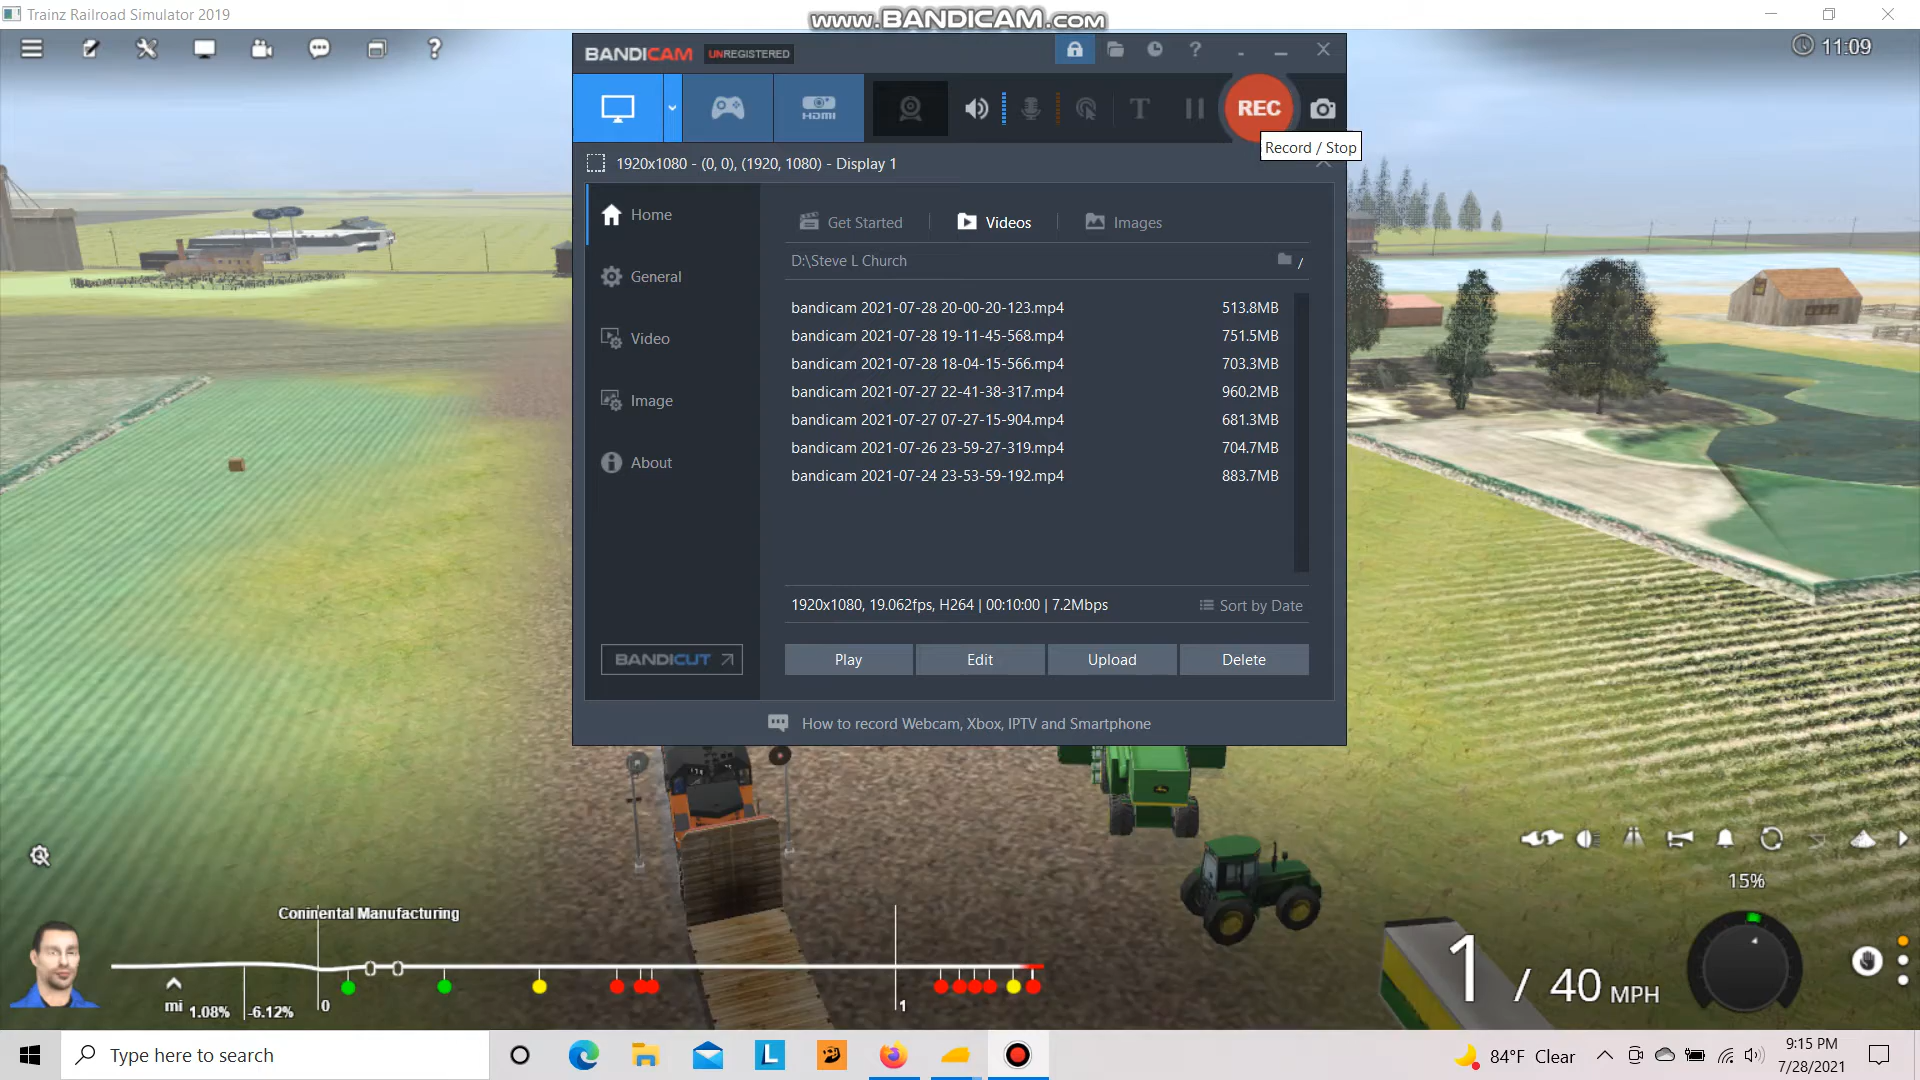 Trainz Railroad Simulator 2019
www.BANDICAM.com
11:09
BANDICAM UNREGISTERED
HDMI
T
REC
Record / Stop
1920x1080 - (0, 0), (1920, 1080) - Display 1
Home
General
Video
Image
About
BANDICUT
Get Started
Videos
Images
D:\Steve L Church
bandicam 2021-07-28 20-00-20-123.mp4 513.8MB
bandicam 2021-07-28 19-11-45-568.mp4 751.5MB
bandicam 2021-07-28 18-04-15-566.mp4 703.3MB
bandicam 2021-07-27 22-41-38-317.mp4 960.2MB
bandicam 2021-07-27 07-27-15-904.mp4 681.3MB
bandicam 2021-07-26 23-59-27-319.mp4 704.7MB
bandicam 2021-07-24 23-53-59-192.mp4 883.7MB
1920x1080, 19.062fps, H264 | 00:10:00 | 7.2Mbps
Sort by Date
Play Edit Upload Delete
How to record Webcam, Xbox, IPTV and Smartphone
15%
Coninental Manufacturing
mi 1.08% -6.12% 0 1
1 / 40 MPH
Type here to search
84°F Clear
9:15 PM
7/28/2021